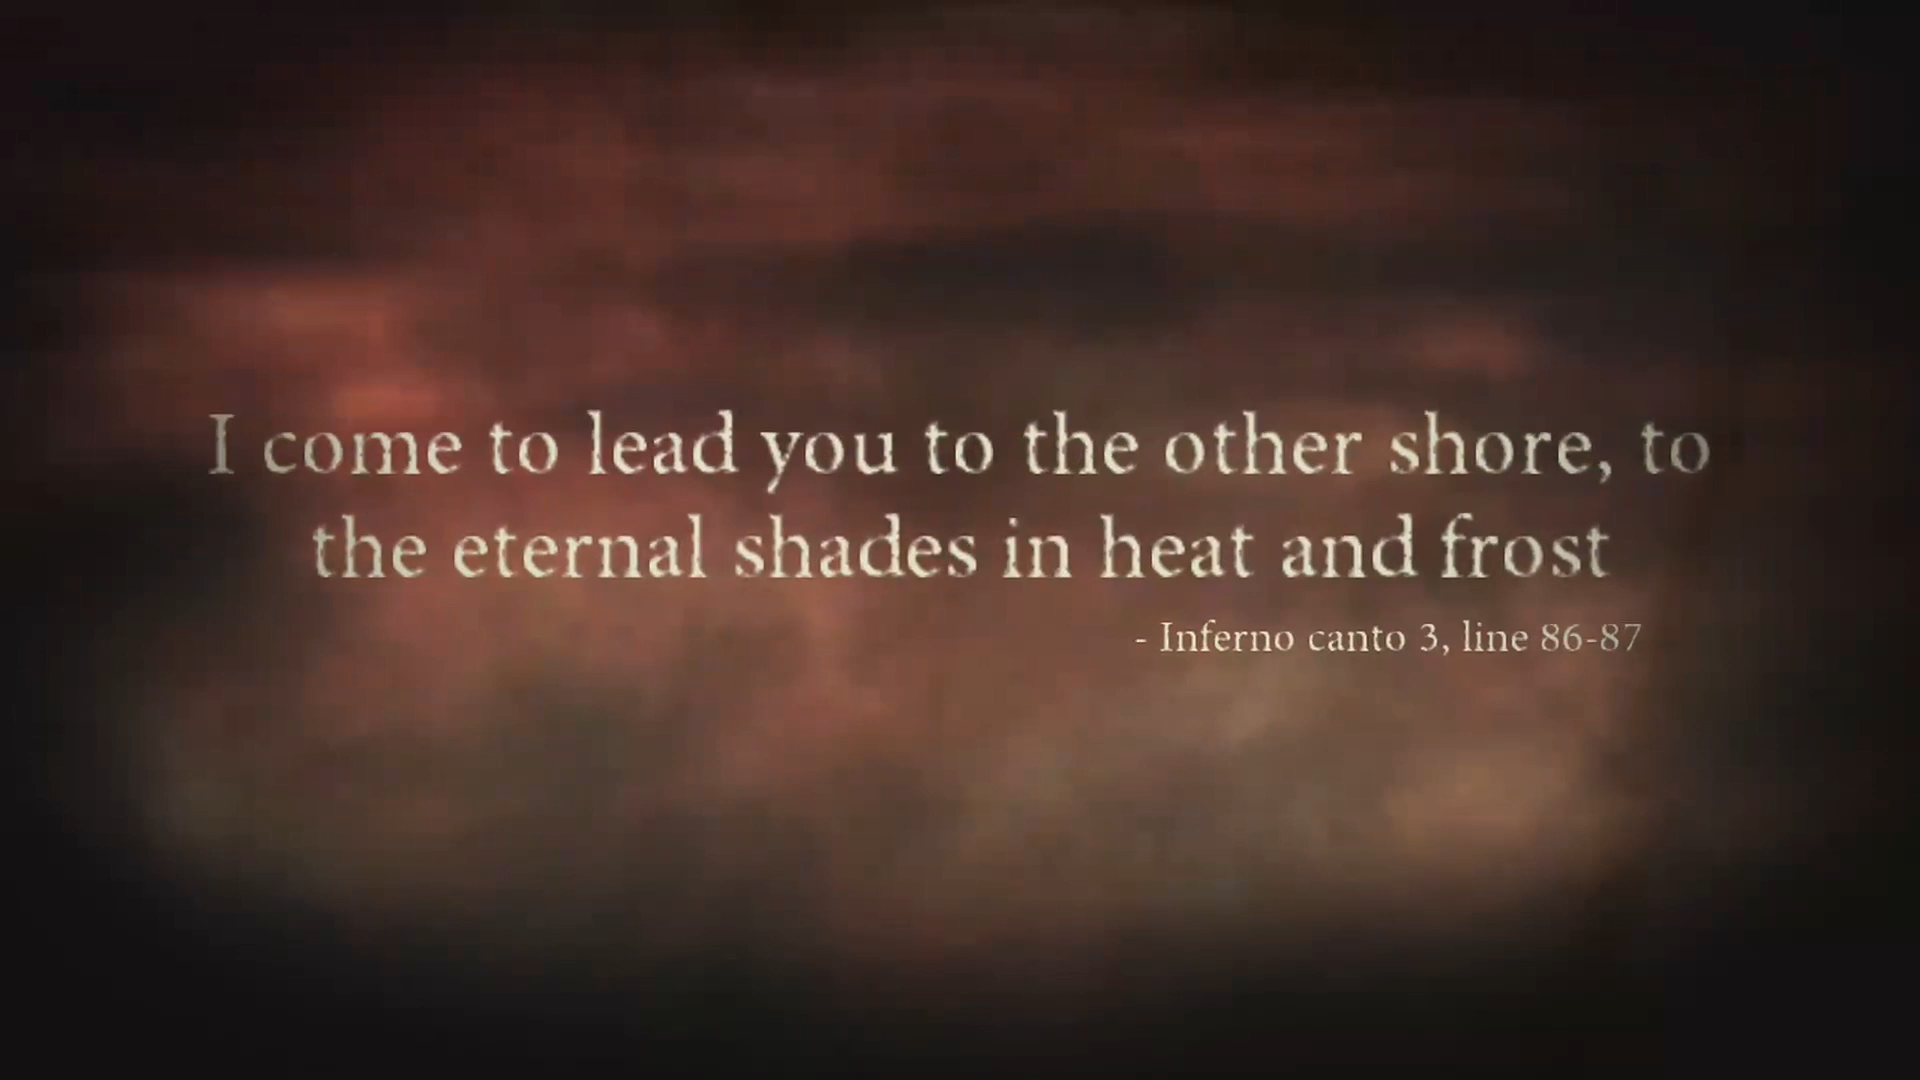 I come to lead you to the other shore, to
the eternal shades in heat and frost
- Inferno canto 3, line 86-87